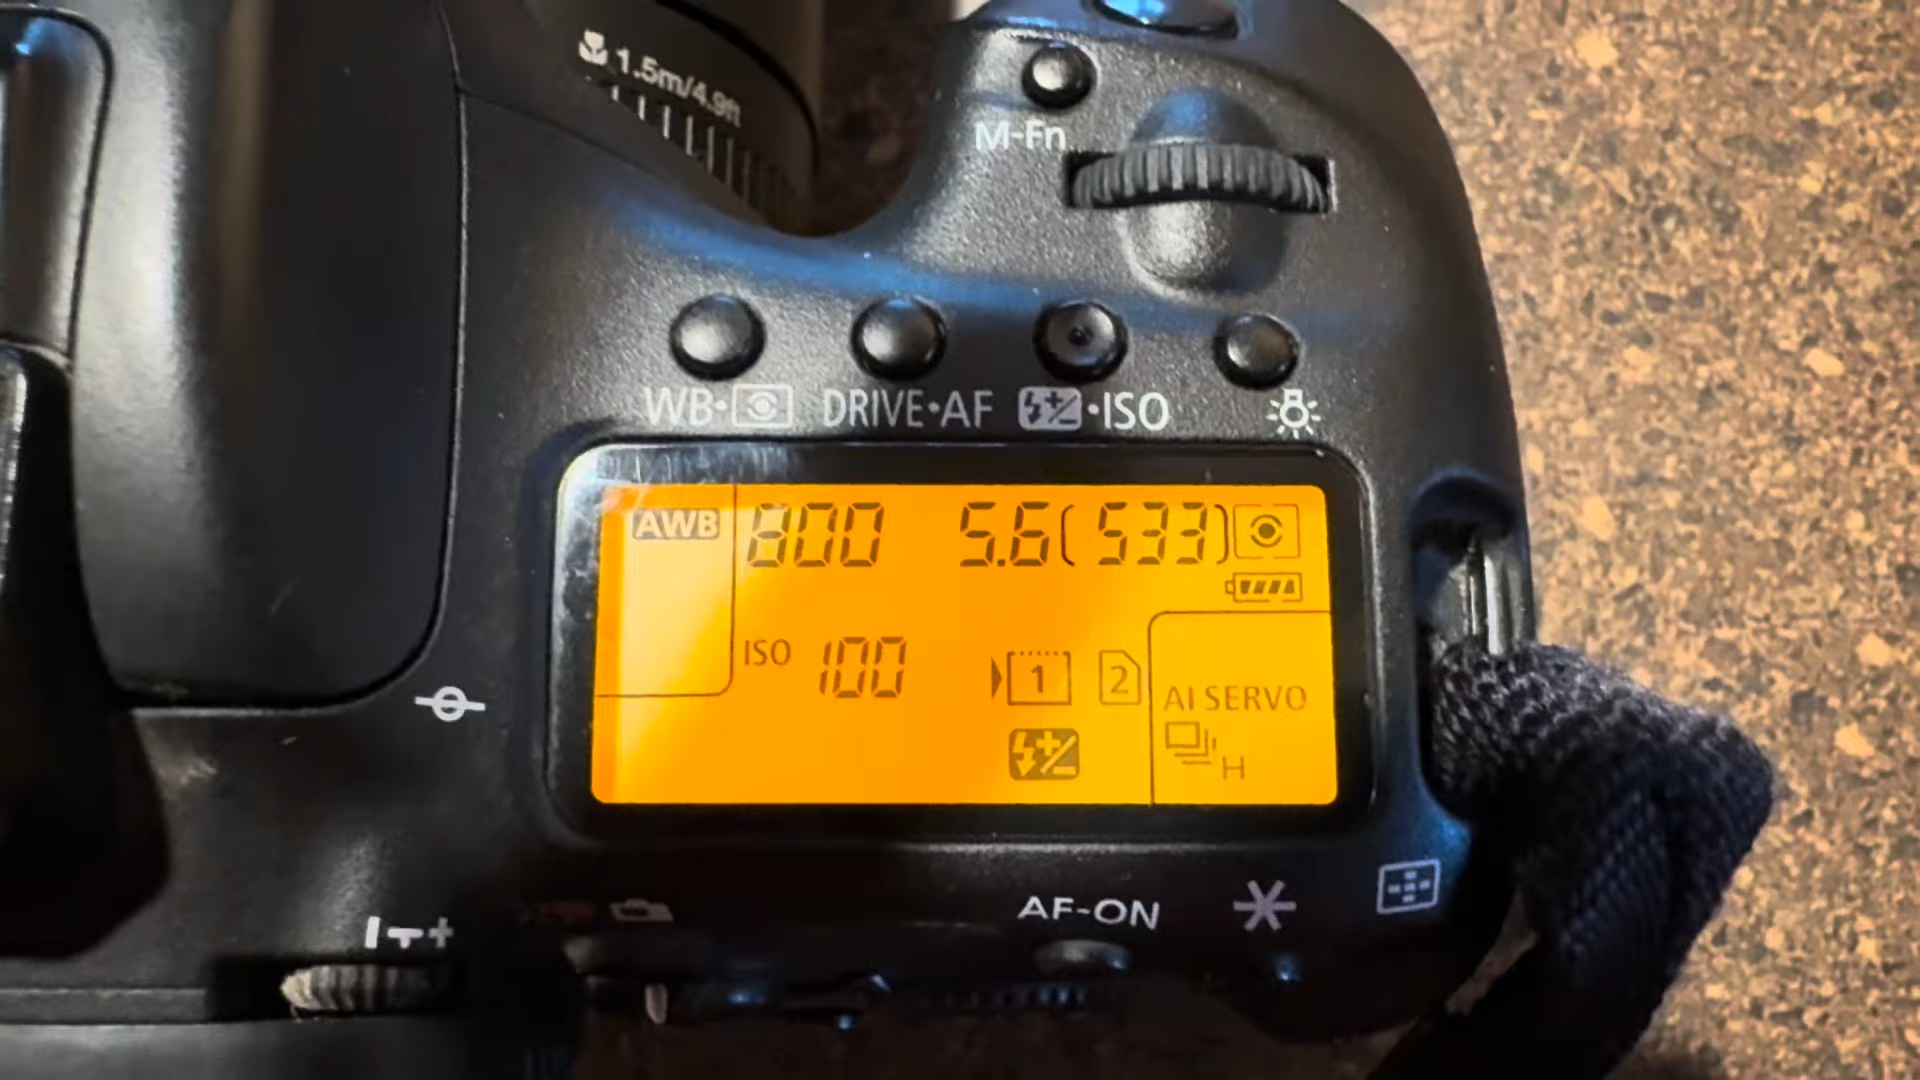 1.5m/4.9ft
M-Fn
WB• DRIVE•AF •ISO
AWB 800 5.6 ( 533)
ISO 100 1 2 AI SERVO
H
AF-ON